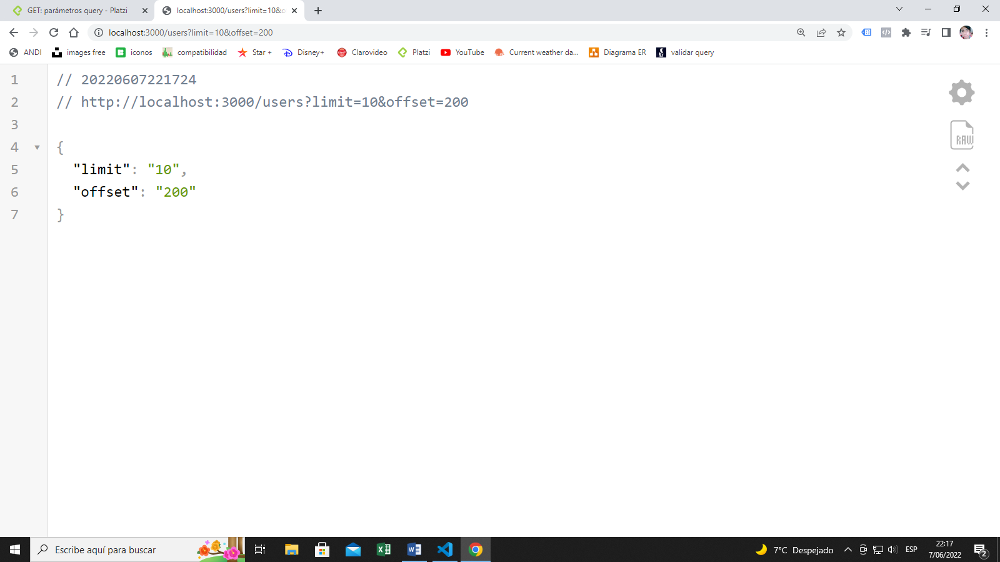 GET: parámetros query - Platzi
localhost:3000/users?limit=10&o
localhost:3000/users?limit=10&offset=200
ANDI
images free
iconos
compatibilidad
Star +
Disney+
Clarovideo
Platzi
YouTube
Current weather da...
Diagrama ER
validar query
1 // 20220607221724
2 // http://localhost:3000/users?limit=10&offset=200
3
4 {
5 "limit": "10",
6 "offset": "200"
7 }
RAW
Escribe aquí para buscar
7°C Despejado
ESP
22:17
7/06/2022
2